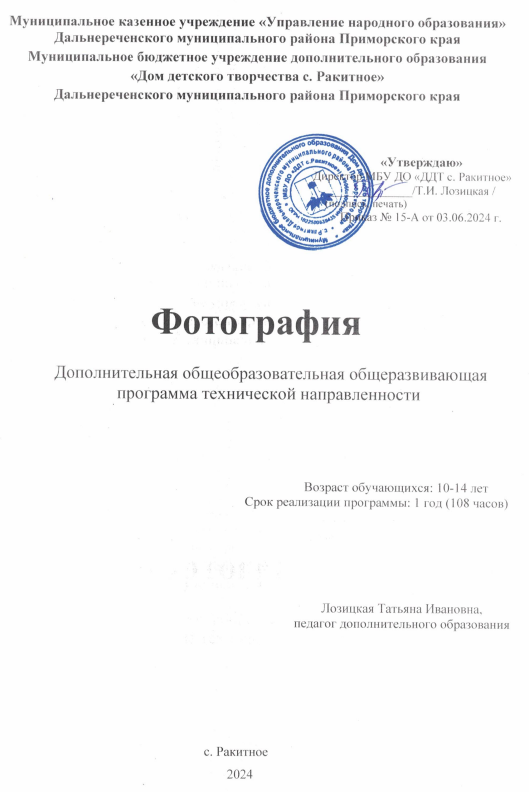 Муниципальное казенное учреждение «Управление народного образования»
Дальнереченского муниципального района Приморского края
Муниципальное бюджетное учреждение дополнительного образования
«Дом детского творчества с. Ракитное»
Дальнереченского муниципального района Приморского края
«Утверждаю»
Директор МБУ ДО «ДДТ с. Ракитное»
/Т.И. Лозицкая /
(подпись, печать)
Приказ № 15-А от 03.06.2024 г.
Фотография
Дополнительная общеобразовательная общеразвивающая
программа технической направленности
Возраст обучающихся: 10-14 лет
Срок реализации программы: 1 год (108 часов)
Лозицкая Татьяна Ивановна,
педагог дополнительного образования
с. Ракитное
2024